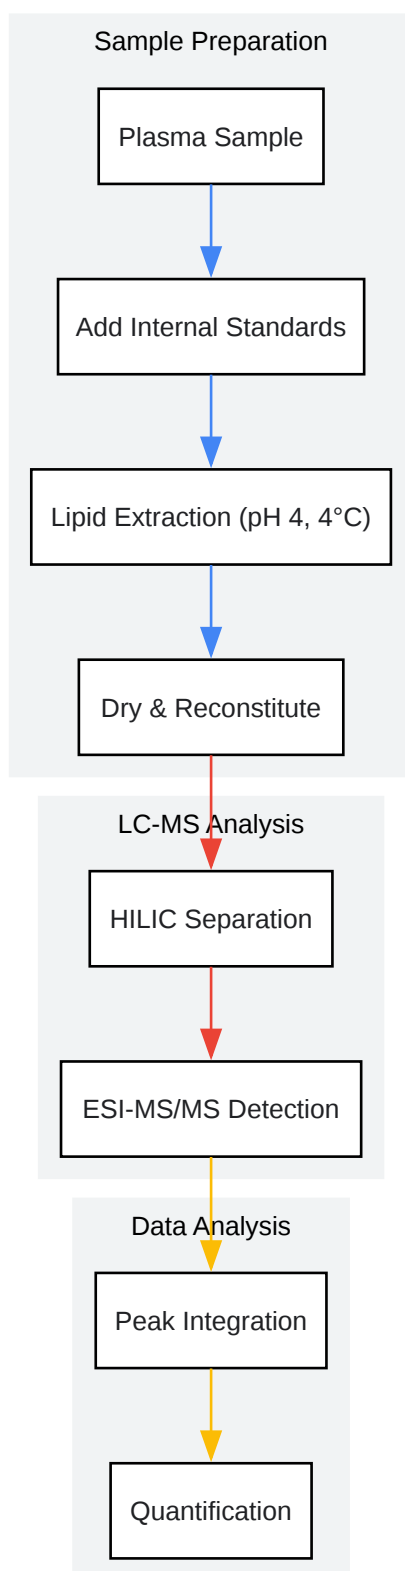 Sample Preparation
Plasma Sample
Add Internal Standards
Lipid Extraction (pH 4, 4°C)
Dry & Reconstitute
LC-MS Analysis
HILIC Separation
ESI-MS/MS Detection
Data Analysis
Peak Integration
Quantification